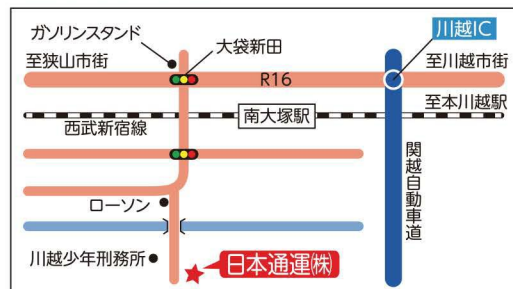 ガソリンスタンド
川越IC
大袋新田
至狭山市街
至川越市街
R16
至本川越駅
南大塚駅
西武新宿線
関越自動車道
ローソン
川越少年刑務所
日本通運㈱